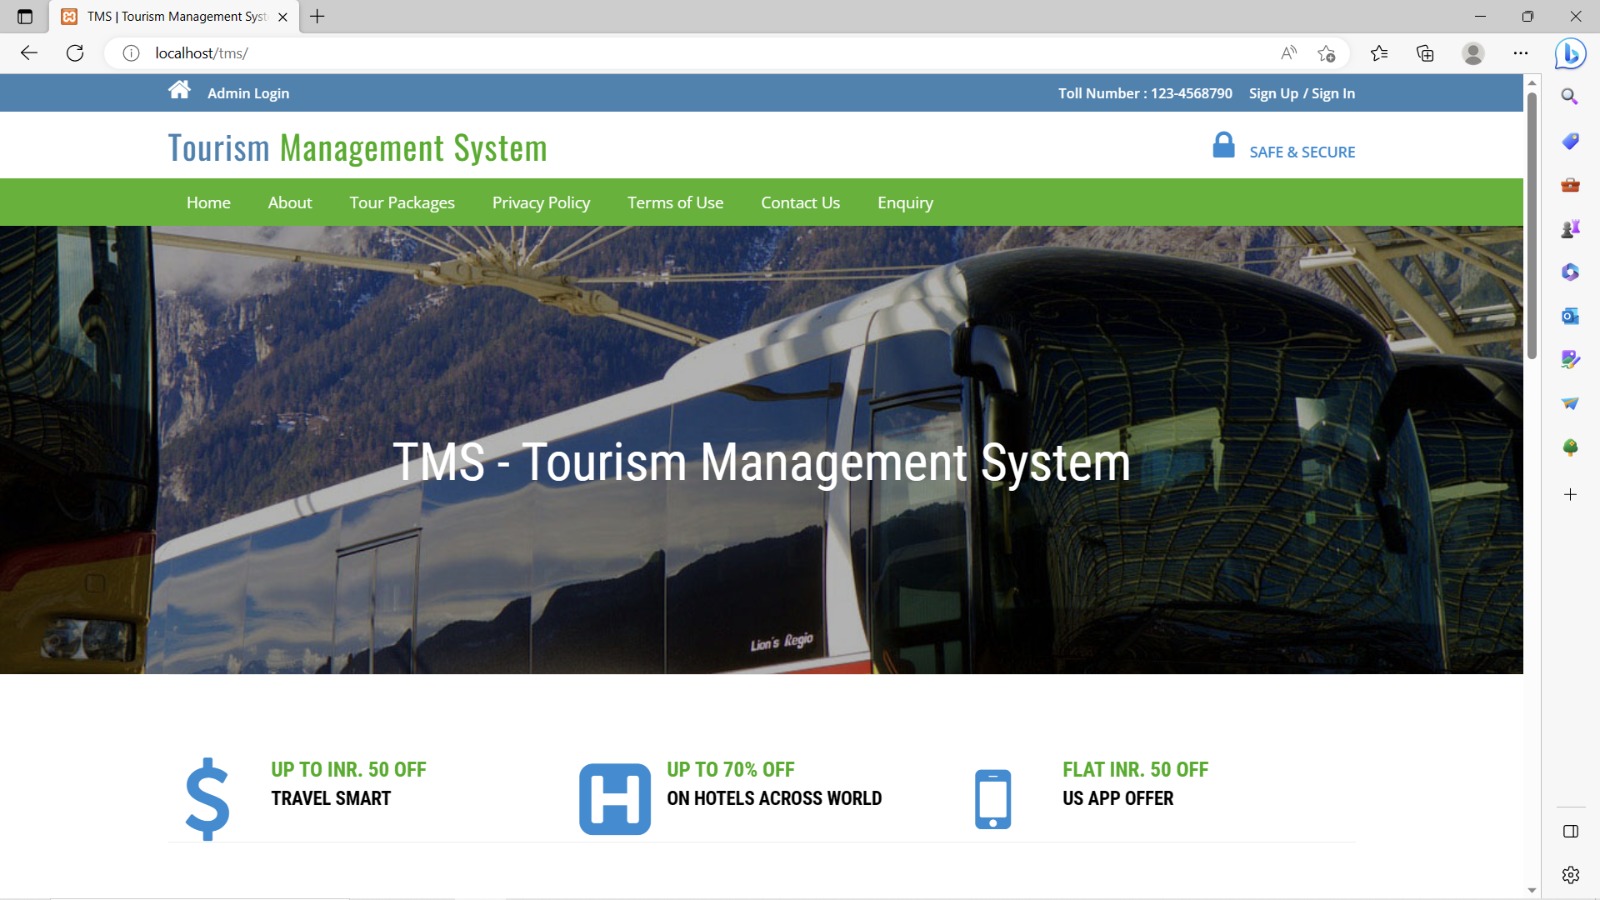 TMS | Tourism Management Syst
localhost/tms/
Admin Login
Toll Number : 123-4568790 Sign Up / Sign In
Tourism Management System
SAFE & SECURE
Home About Tour Packages Privacy Policy Terms of Use Contact Us Enquiry
TMS - Tourism Management System
Lion's Regio
UP TO INR. 50 OFF
TRAVEL SMART
UP TO 70% OFF
ON HOTELS ACROSS WORLD
FLAT INR. 50 OFF
US APP OFFER